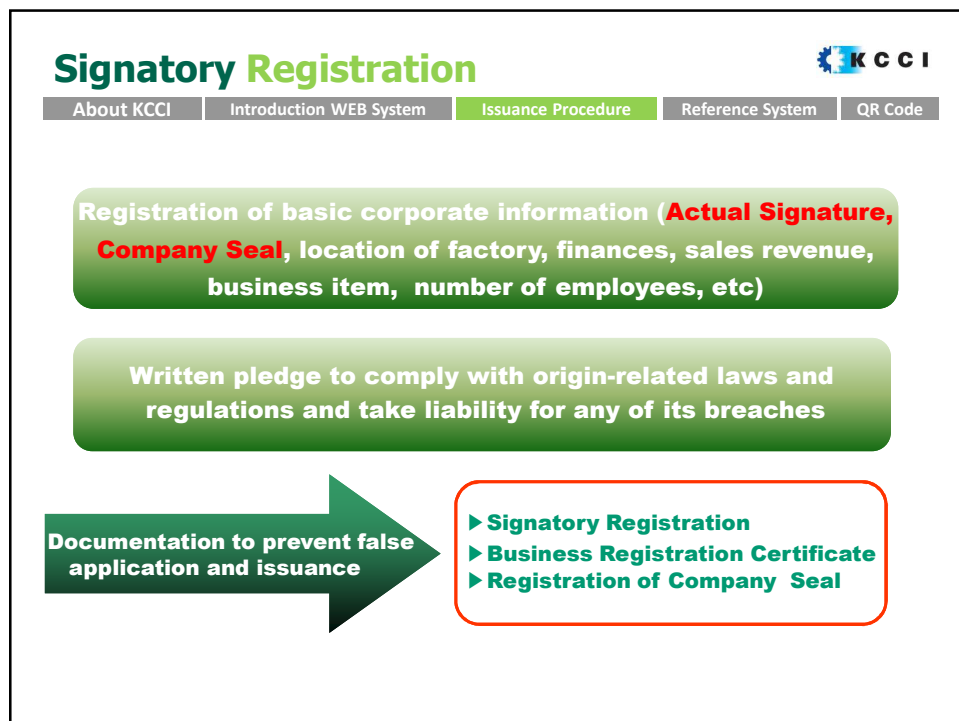 Signatory Registration
KCCI
About KCCI
Introduction WEB System
Issuance Procedure
Reference System
QR Code
Registration of basic corporate information (Actual Signature,
Company Seal, location of factory, finances, sales revenue,
business item, number of employees, etc)
Written pledge to comply with origin-related laws and
regulations and take liability for any of its breaches
Documentation to prevent false
application and issuance
▶Signatory Registration
▶Business Registration Certificate
▶Registration of Company Seal